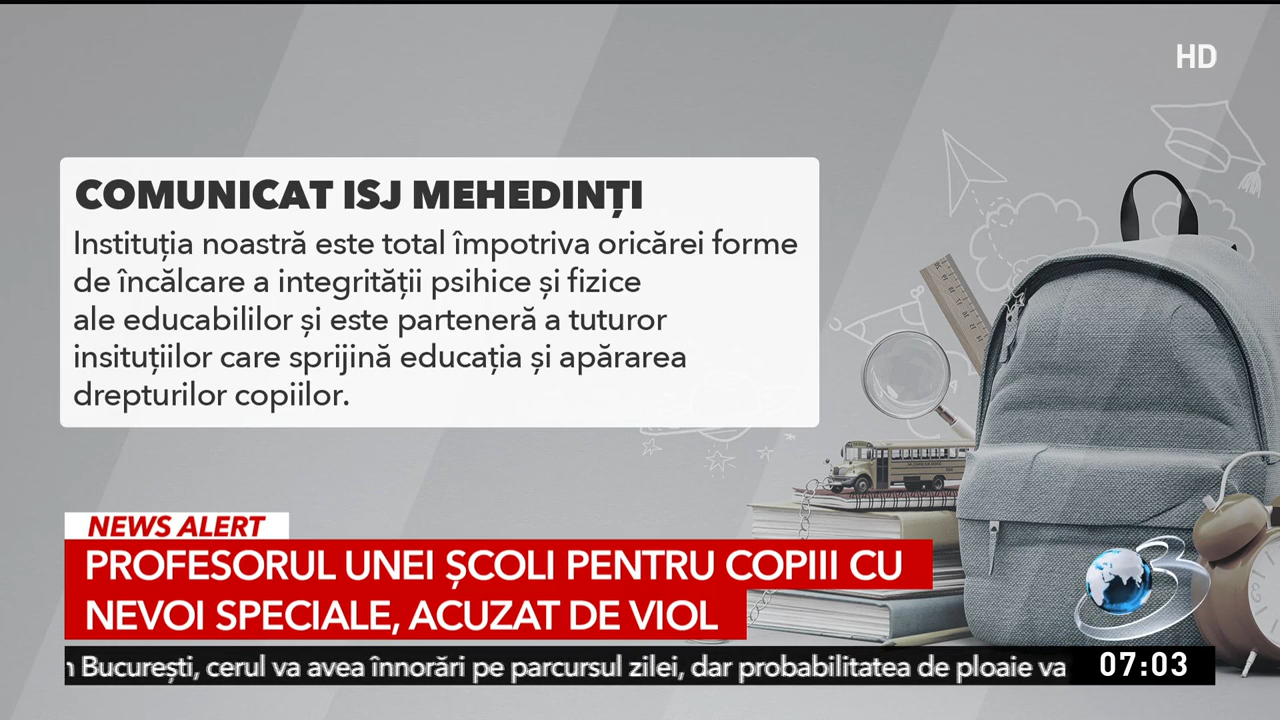 HD
COMUNICAT ISJ MEHEDINȚI
Instituția noastră este total împotriva oricărei forme
de încălcare a integrității psihice și fizice
ale educabililor și este parteneră a tuturor
insituțiilor care sprijină educația și apărarea
drepturilor copiilor.
NEWS ALERT
PROFESORUL UNEI ȘCOLI PENTRU COPIII CU
NEVOI SPECIALE, ACUZAT DE VIOL
București, cerul va avea înnorări pe parcursul zilei, dar probabilitatea de ploaie va
07:03